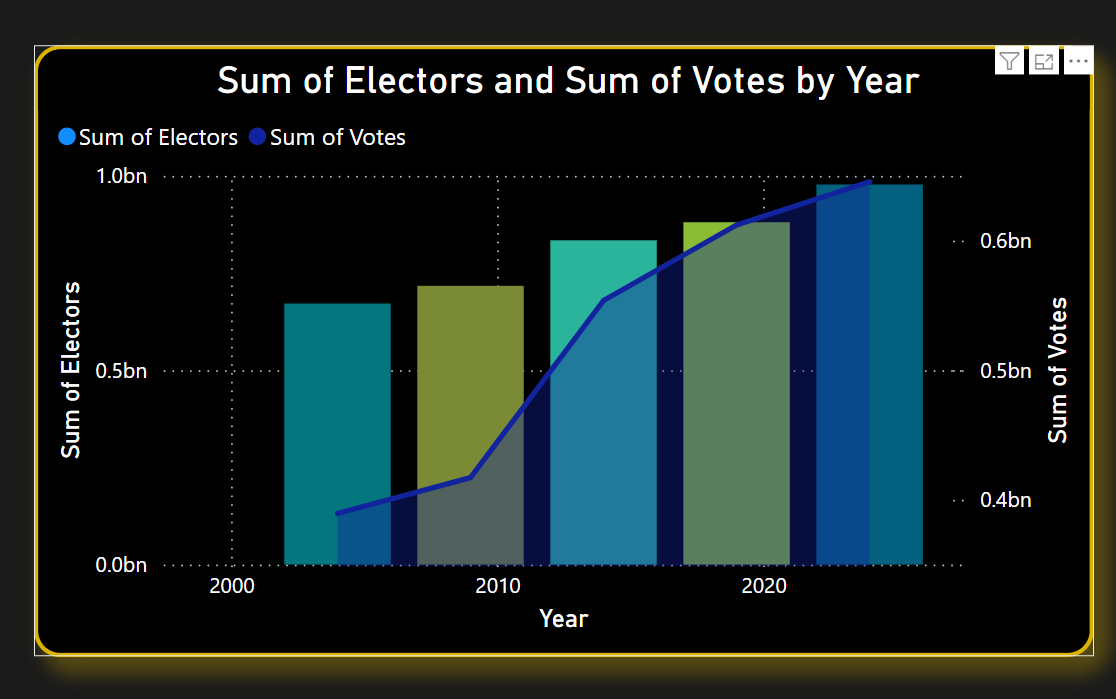 Sum of Electors and Sum of Votes by Year
Sum of Electors Sum of Votes
1.0bn
0.5bn
0.0bn
Sum of Electors
0.6bn
0.5bn
0.4bn
Sum of Votes
2000 2010 2020
Year